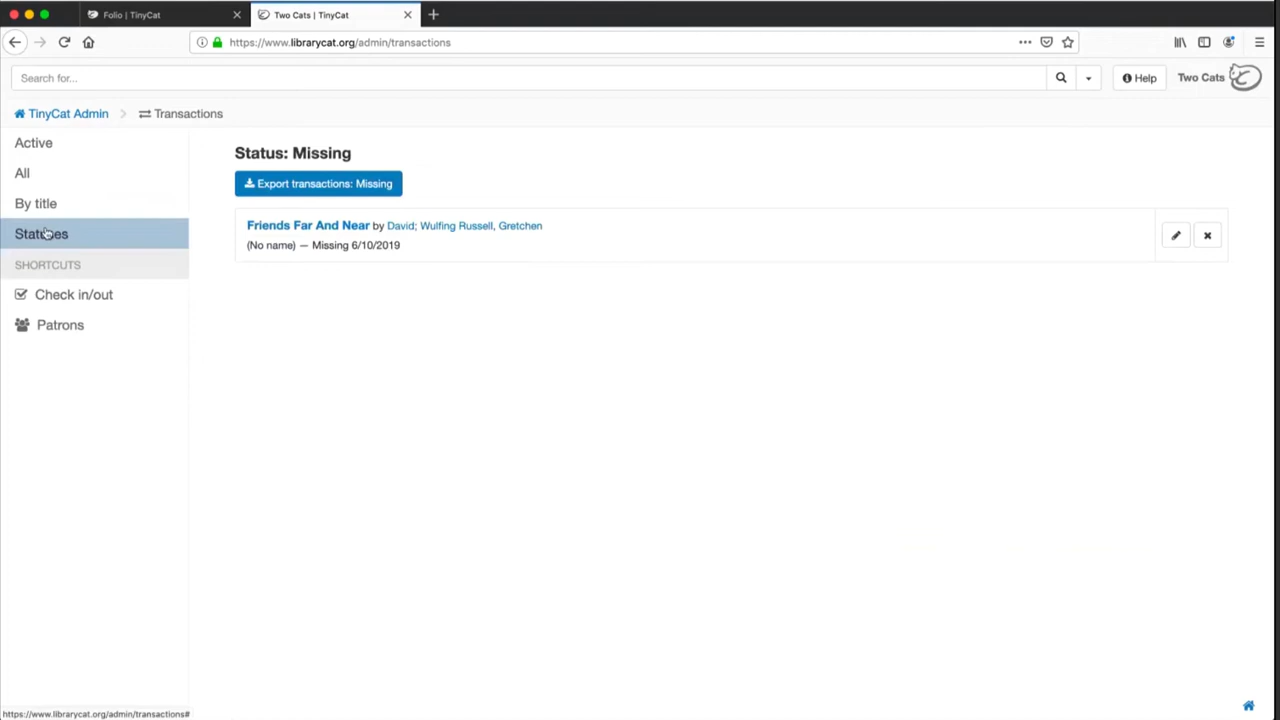 Folio | TinyCat
Two Cats | TinyCat
https://www.librarycat.org/admin/transactions
Search for...
Help
Two Cats
TinyCat Admin
Transactions
Active
All
By title
Statuses
SHORTCUTS
Check in/out
Patrons
Status: Missing
Export transactions: Missing
Friends Far And Near by David; Wulfing Russell, Gretchen
(No name) — Missing 6/10/2019
https://www.librarycat.org/admin/transactions#